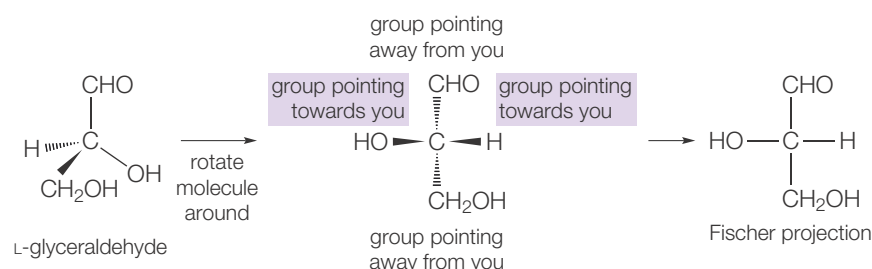 CHO
H
C
OH
CH₂OH
L-glyceraldehyde
rotate
molecule
around
group pointing
away from you
group pointing
towards you
CHO
group pointing
towards you
HO
C
H
CH₂OH
group pointing
away from you
CHO
HO
C
H
CH₂OH
Fischer projection